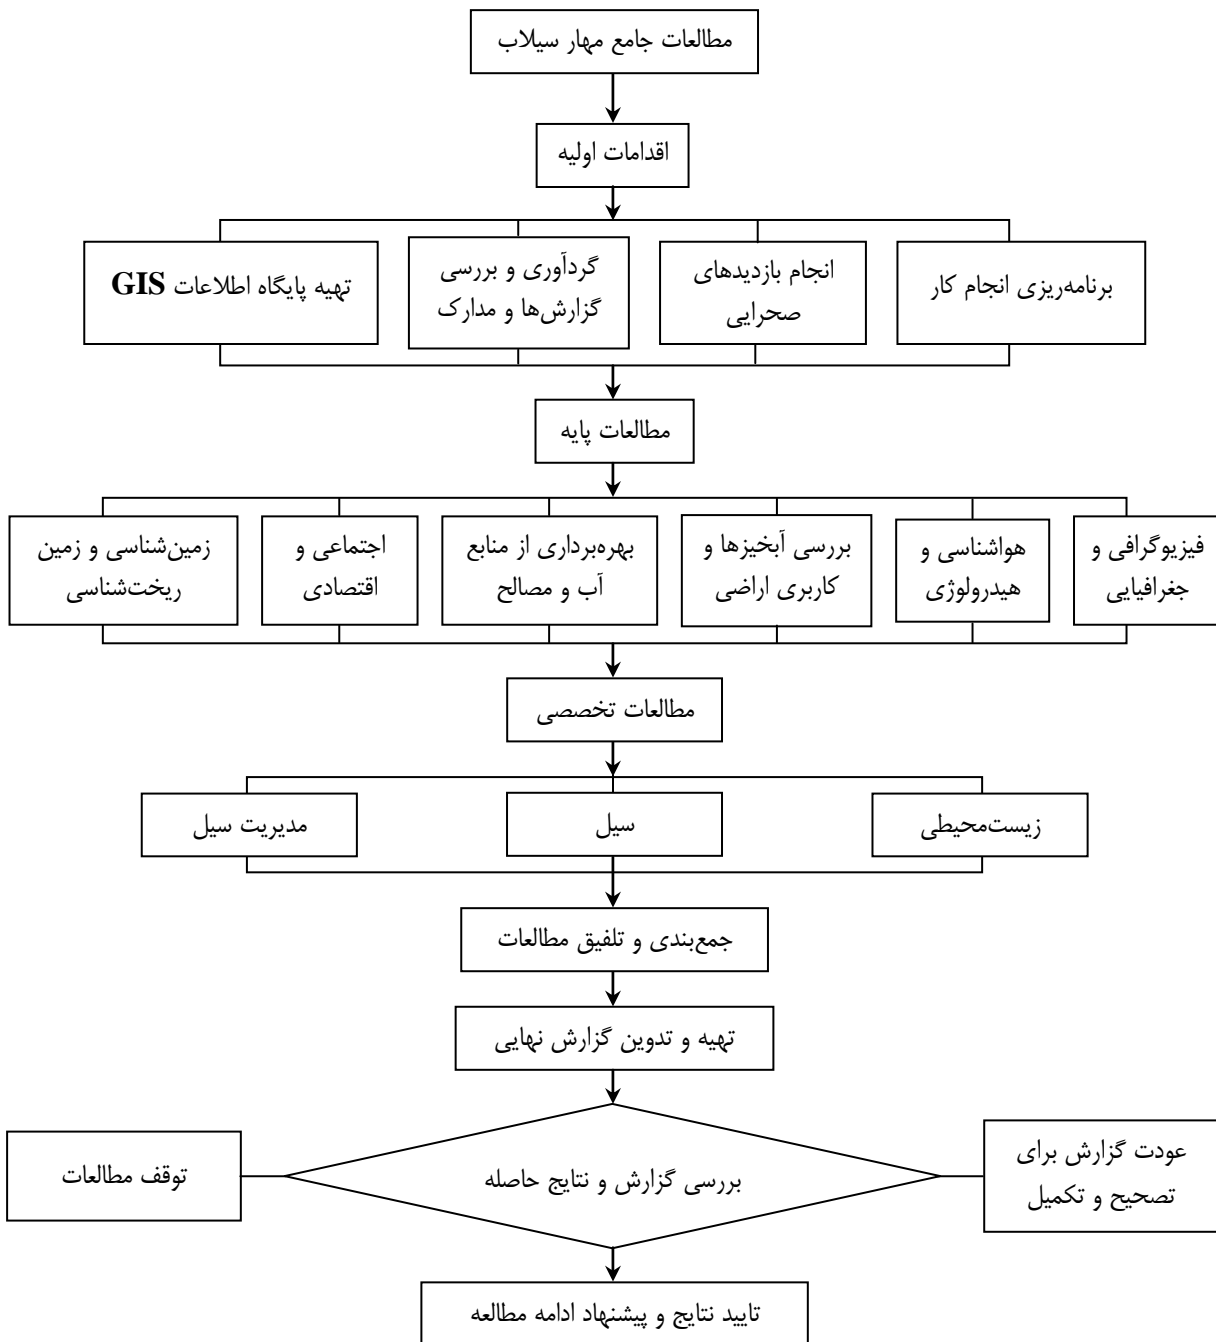 مطالعات جامع مهار سیلاب
اقدامات اولیه
برنامه‌ریزی انجام کار
انجام بازدیدهای
صحرایی
گردآوری و بررسی
گزارش‌ها و مدارک
تهیه پایگاه اطلاعات GIS
مطالعات پایه
فیزیوگرافی و
جغرافیایی
هواشناسی و
هیدرولوژی
بررسی آبخیزها و
کاربری اراضی
بهره‌برداری از منابع
آب و مصالح
اجتماعی و
اقتصادی
زمین‌شناسی و زمین
ریخت‌شناسی
مطالعات تخصصی
زیست‌محیطی
سیل
مدیریت سیل
جمع‌بندی و تلفیق مطالعات
تهیه و تدوین گزارش نهایی
عودت گزارش برای
تصحیح و تکمیل
بررسی گزارش و نتایج حاصله
توقف مطالعات
تایید نتایج و پیشنهاد ادامه مطالعه